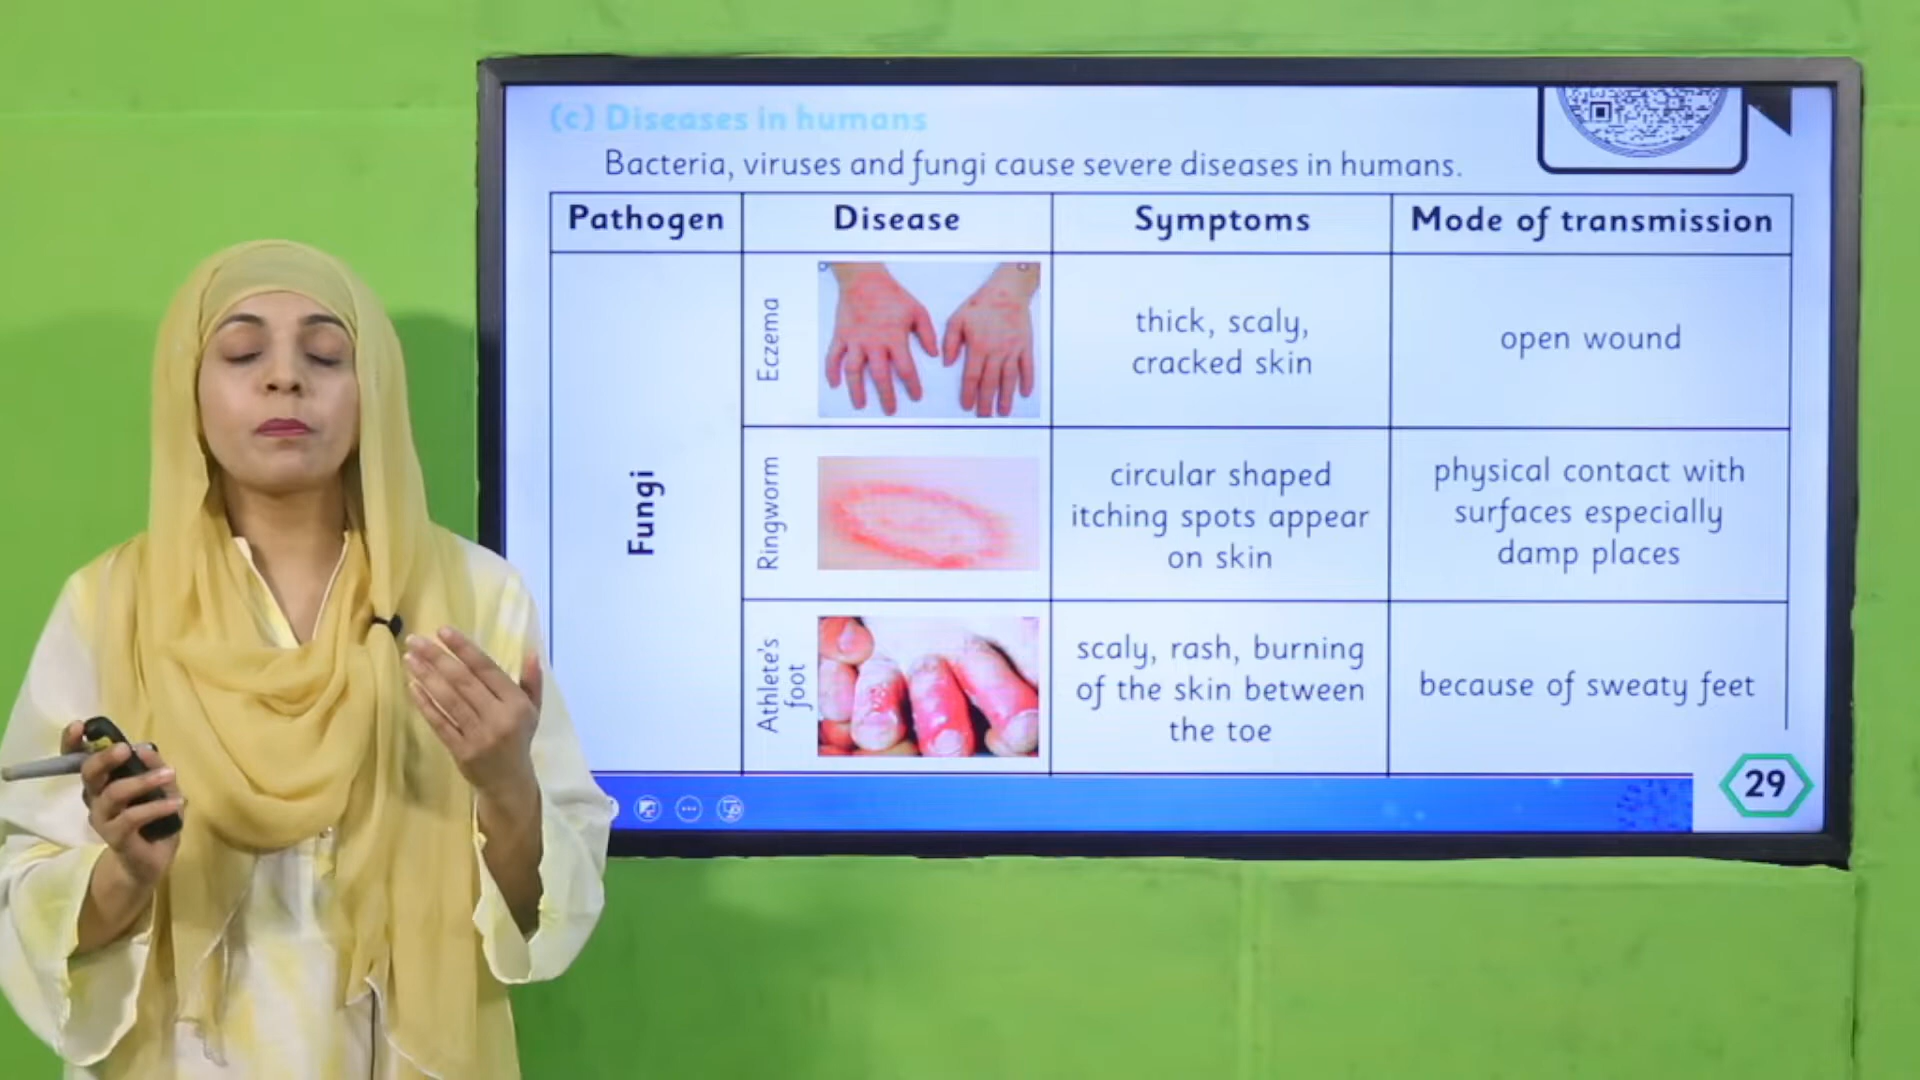 (c) Diseases in humans
Bacteria, viruses and fungi cause severe diseases in humans.
Pathogen
Disease
Symptoms
Mode of transmission
Fungi
Eczema
thick, scaly,
cracked skin
open wound
Ringworm
circular shaped
itching spots appear
on skin
physical contact with
surfaces especially
damp places
Athlete's
foot
scaly, rash, burning
of the skin between
the toe
because of sweaty feet
29